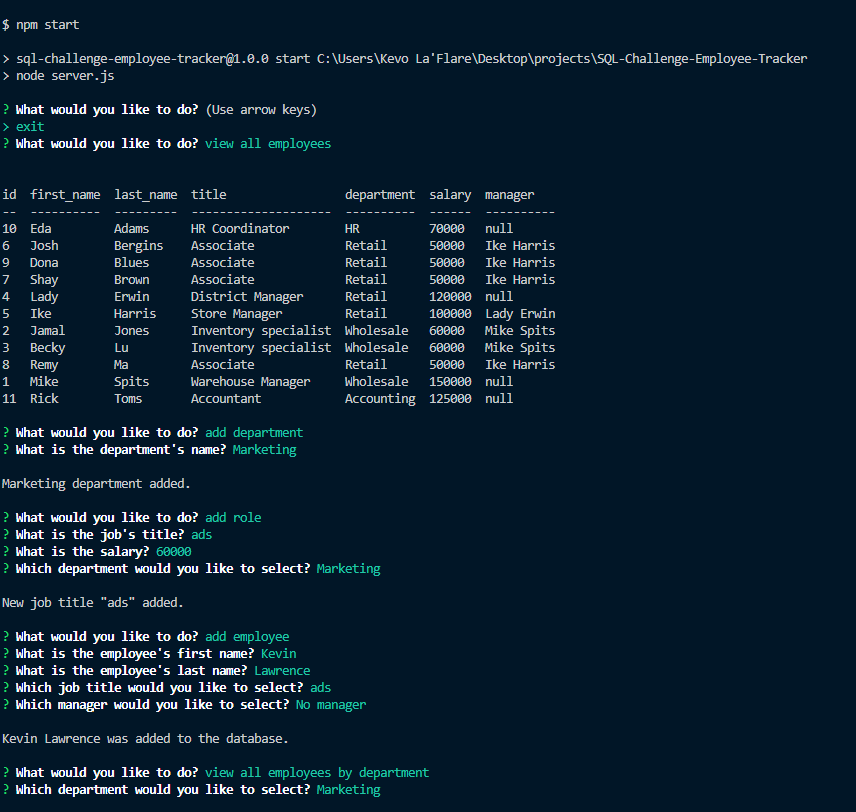 $ npm start
> sql-challenge-employee-tracker@1.0.0 start C:\Users\Kevo La'Flare\Desktop\projects\SQL-Challenge-Employee-Tracker
> node server.js
? What would you like to do? (Use arrow keys)
> exit
? What would you like to do? view all employees
id  first_name  last_name  title                 department  salary  manager
--  ----------  ---------  --------------------  ----------  ------  ----------
10  Eda         Adams      HR Coordinator        HR          70000   null
6   Josh        Bergins    Associate             Retail      50000   Ike Harris
9   Dona        Blues      Associate             Retail      50000   Ike Harris
7   Shay        Brown      Associate             Retail      50000   Ike Harris
4   Lady        Erwin      District Manager      Retail      120000  null
5   Ike         Harris     Store Manager         Retail      100000  Lady Erwin
2   Jamal       Jones      Inventory specialist  Wholesale   60000   Mike Spits
3   Becky       Lu         Inventory specialist  Wholesale   60000   Mike Spits
8   Remy        Ma         Associate             Retail      50000   Ike Harris
1   Mike        Spits      Warehouse Manager     Wholesale   150000  null
11  Rick        Toms       Accountant            Accounting  125000  null
? What would you like to do? add department
? What is the department's name? Marketing
Marketing department added.
? What would you like to do? add role
? What is the job's title? ads
? What is the salary? 60000
? Which department would you like to select? Marketing
New job title "ads" added.
? What would you like to do? add employee
? What is the employee's first name? Kevin
? What is the employee's last name? Lawrence
? Which job title would you like to select? ads
? Which manager would you like to select? No manager
Kevin Lawrence was added to the database.
? What would you like to do? view all employees by department
? Which department would you like to select? Marketing